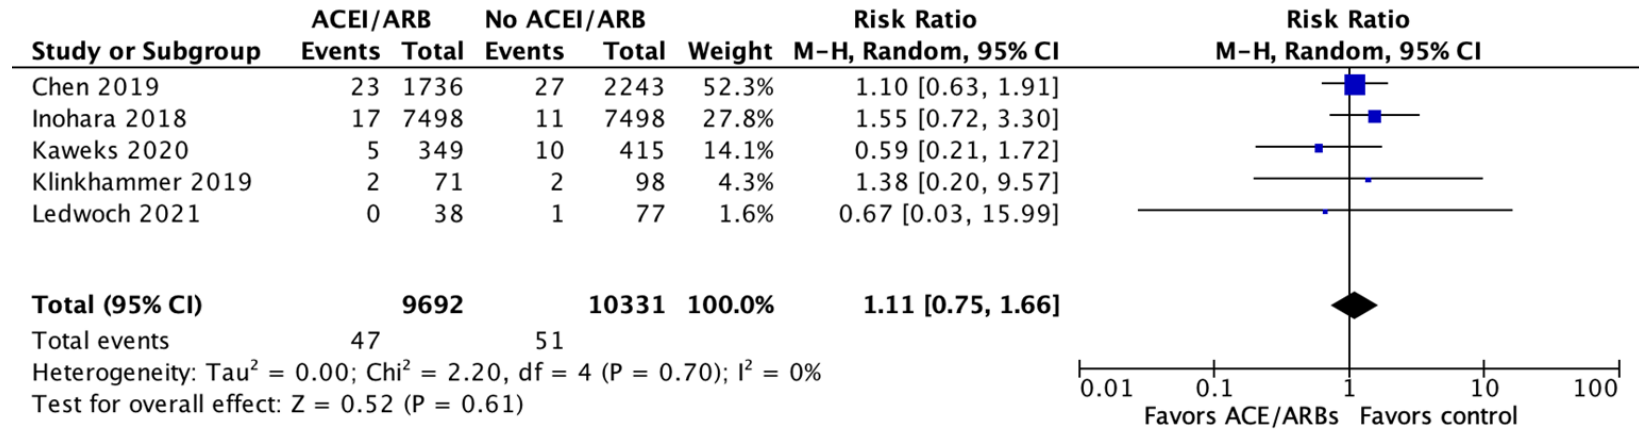 ACEI/ARB No ACEI/ARB Risk Ratio Risk Ratio
Study or Subgroup Events Total Events Total Weight M-H, Random, 95% CI M-H, Random, 95% CI
Chen 2019 23 1736 27 2243 52.3% 1.10 [0.63, 1.91]
Inohara 2018 17 7498 11 7498 27.8% 1.55 [0.72, 3.30]
Kaweks 2020 5 349 10 415 14.1% 0.59 [0.21, 1.72]
Klinkhammer 2019 2 71 2 98 4.3% 1.38 [0.20, 9.57]
Ledwoch 2021 0 38 1 77 1.6% 0.67 [0.03, 15.99]
Total (95% CI) 9692 10331 100.0% 1.11 [0.75, 1.66]
Total events 47 51
Heterogeneity: Tau² = 0.00; Chi² = 2.20, df = 4 (P = 0.70); I² = 0%
Test for overall effect: Z = 0.52 (P = 0.61)
0.01 0.1 1 10 100
Favors ACE/ARBs Favors control